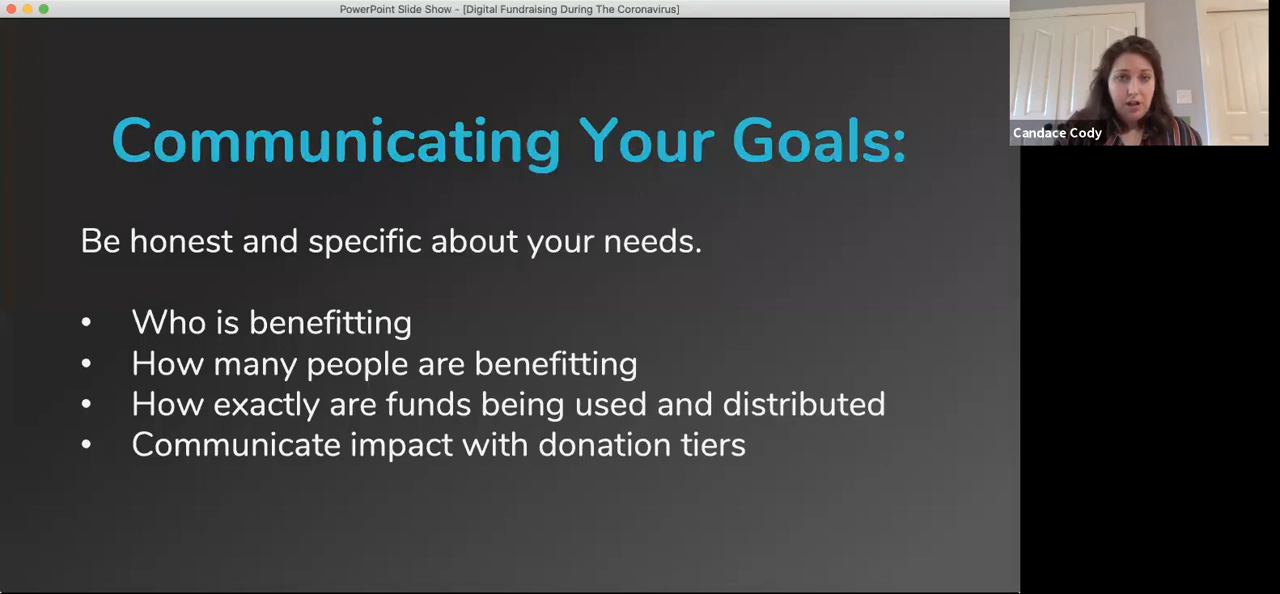 PowerPoint Slide Show - [Digital Fundraising During The Coronavirus]
Communicating Your Goals:
Candace Cody
Be honest and specific about your needs.
• Who is benefitting
• How many people are benefitting
• How exactly are funds being used and distributed
• Communicate impact with donation tiers